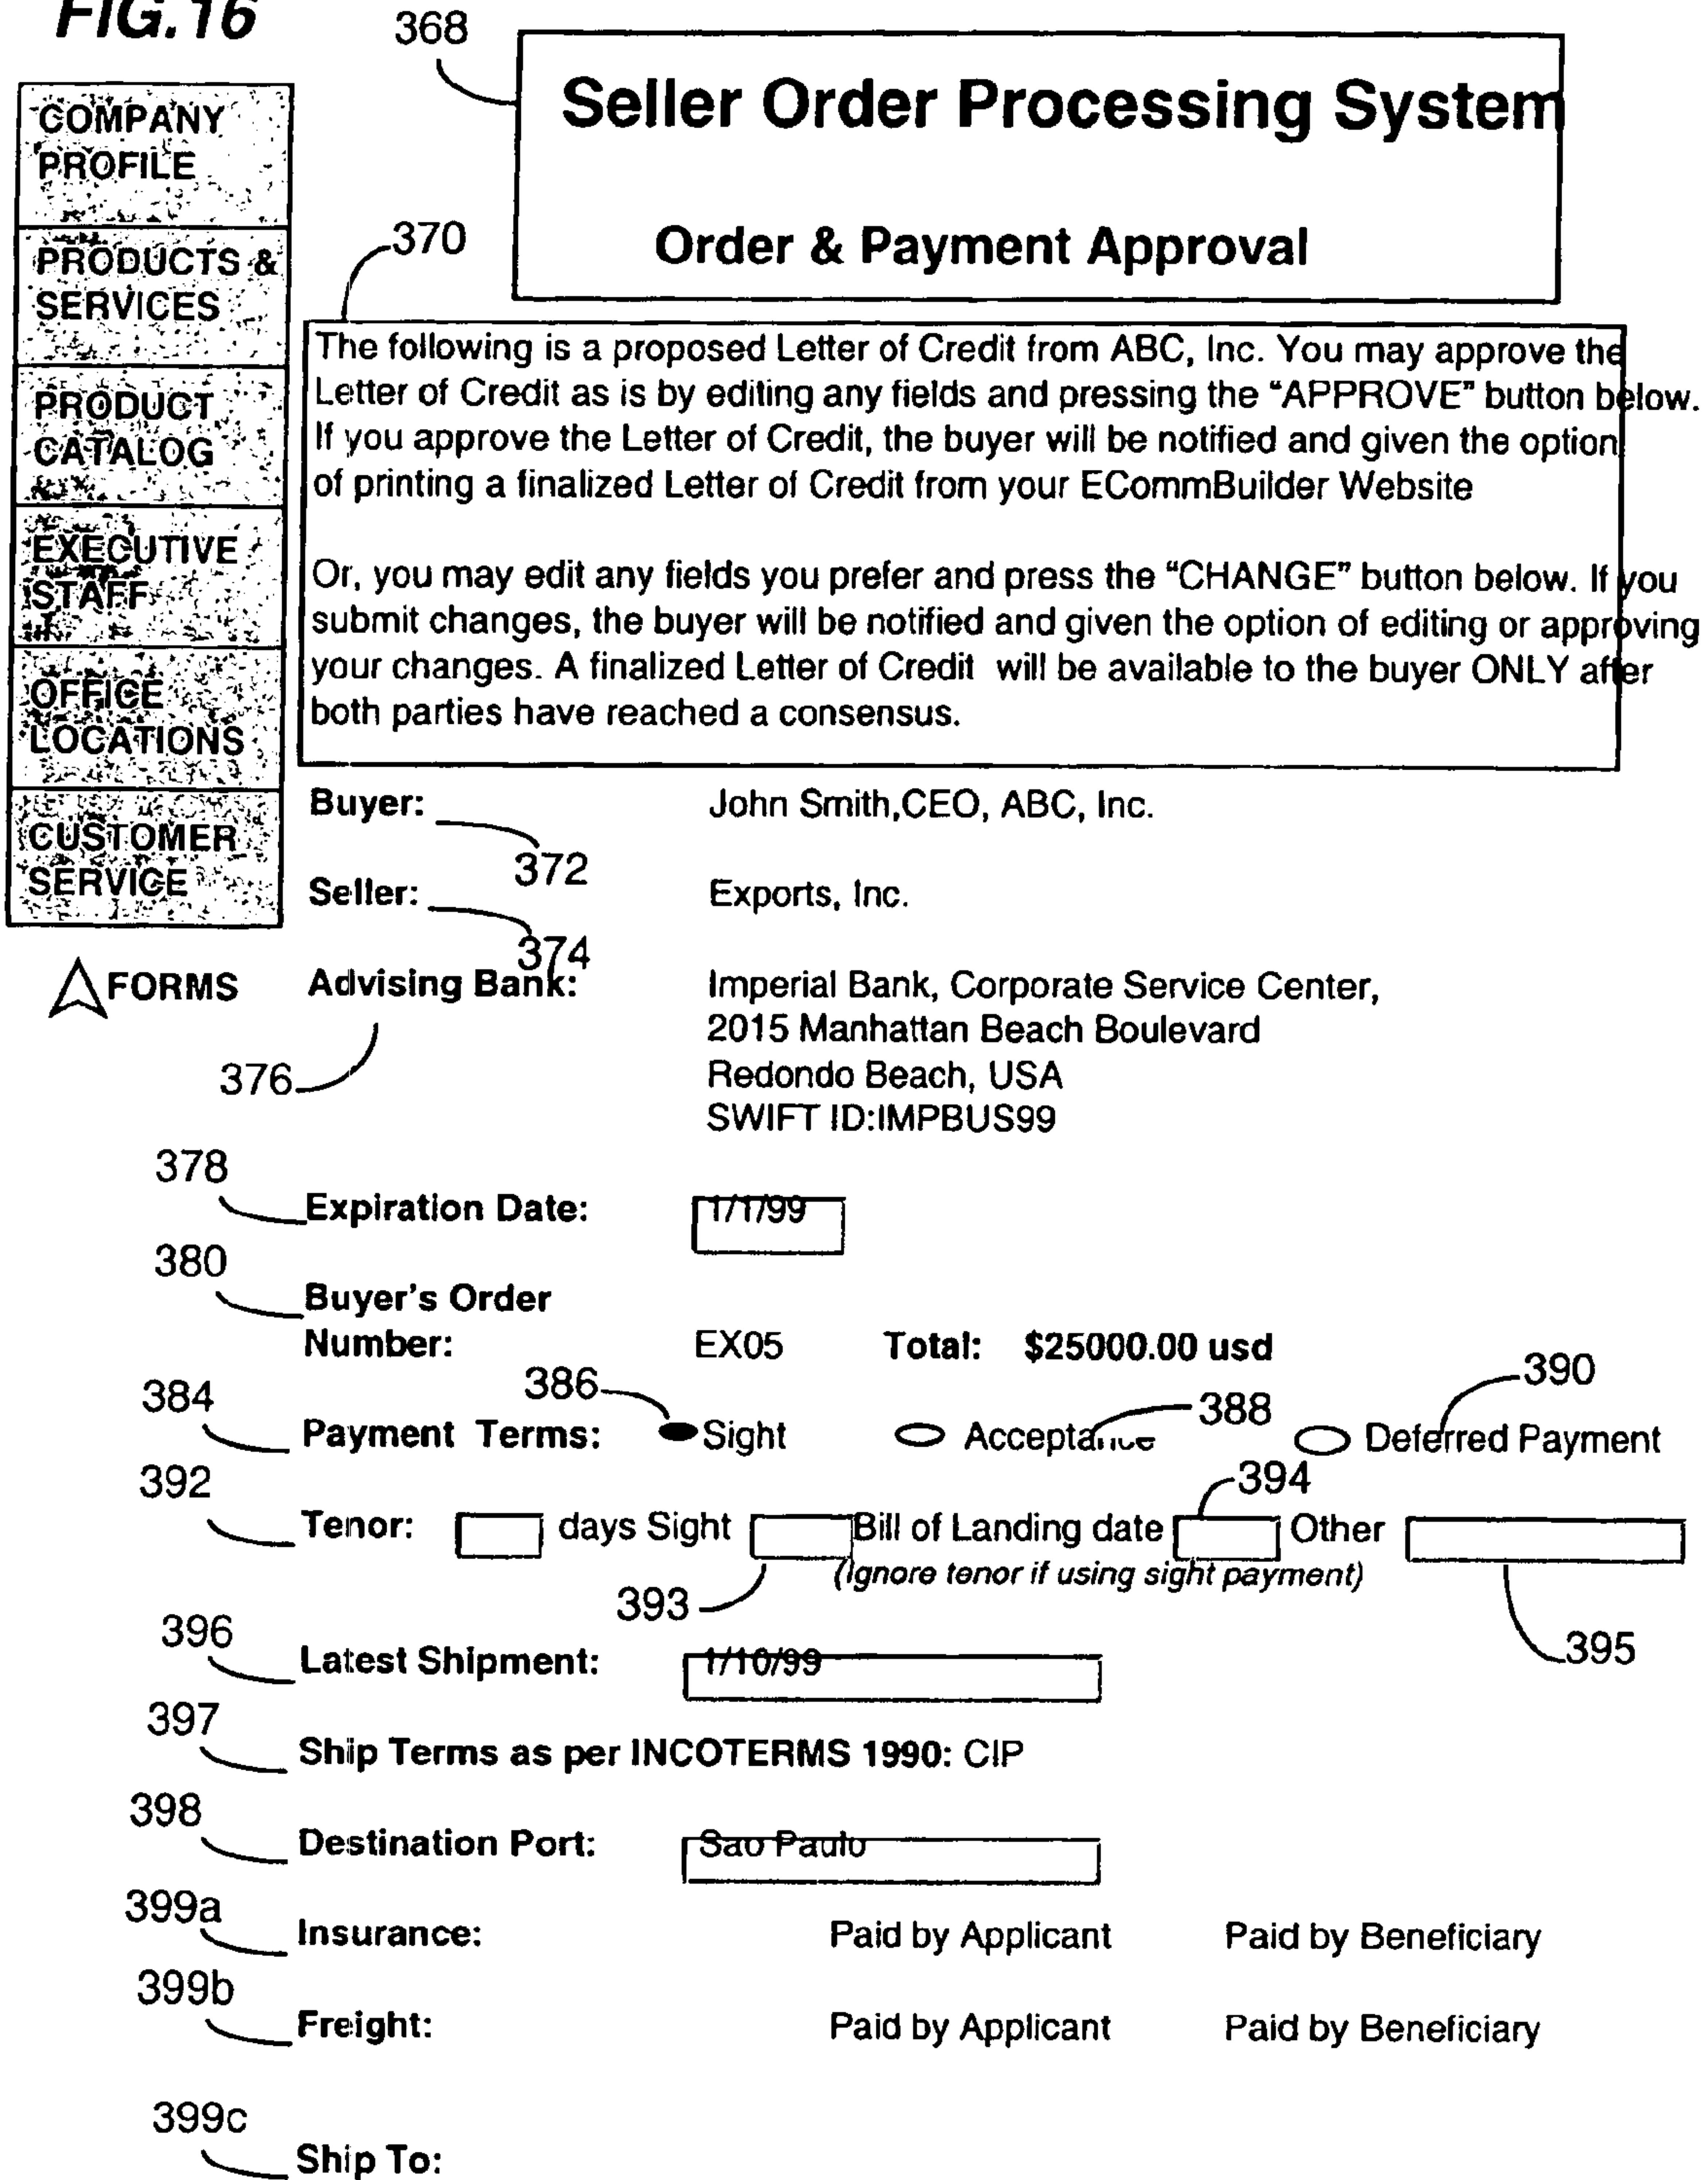 FIG.16
368
Seller Order Processing System
Order & Payment Approval
COMPANY
PROFILE
PRODUCTS &
SERVICES
PRODUCT
CATALOG
EXECUTIVE
STAFF
OFFICE
LOCATIONS
CUSTOMER
SERVICE
FORMS
370
The following is a proposed Letter of Credit from ABC, Inc. You may approve the
Letter of Credit as is by editing any fields and pressing the “APPROVE” button below.
If you approve the Letter of Credit, the buyer will be notified and given the option
of printing a finalized Letter of Credit from your ECommBuilder Website
Or, you may edit any fields you prefer and press the “CHANGE” button below. If you
submit changes, the buyer will be notified and given the option of editing or approving
your changes. A finalized Letter of Credit will be available to the buyer ONLY after
both parties have reached a consensus.
Buyer: John Smith,CEO, ABC, Inc.
372
Seller: Exports, Inc.
374
Advising Bank: Imperial Bank, Corporate Service Center,
2015 Manhattan Beach Boulevard
376 Redondo Beach, USA
SWIFT ID:IMPBUS99
378
Expiration Date: 1/1/99
380
Buyer's Order
Number: EX05 Total: $25000.00 usd
384 386 388 390
Payment Terms: Sight Acceptance Deferred Payment
392 394
Tenor: days Sight Bill of Landing date Other
(Ignore tenor if using sight payment)
393 395
396
Latest Shipment: 1/10/99
397
Ship Terms as per INCOTERMS 1990: CIP
398
Destination Port: Sao Paulo
399a
Insurance: Paid by Applicant Paid by Beneficiary
399b
Freight: Paid by Applicant Paid by Beneficiary
399c
Ship To: